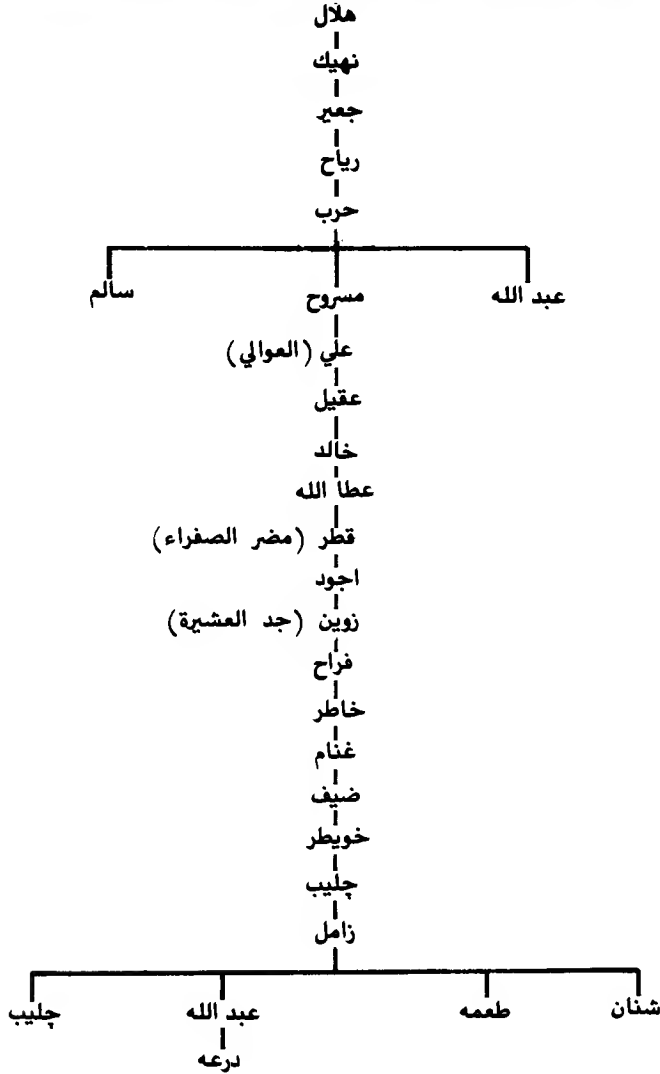 هلال
نهيك
جعير
رياح
حرب
عبد الله مسروح سالم
علي (العوالي)
عقيل
خالد
عطا الله
قطر (مضر الصفراء)
اجود
زوين (جد العشيرة)
فراح
خاطر
غنام
ضيف
خويطر
چليب
زامل
شنان طعمه عبد الله چليب
درعه